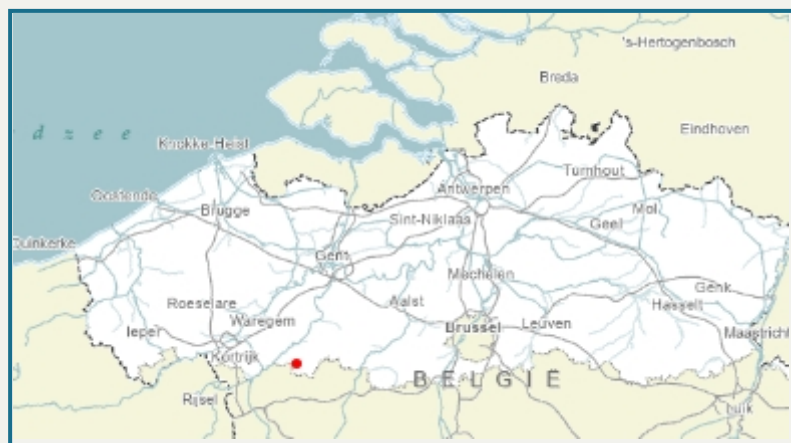 's-Hertogenbosch
Breda
d z e e
Eindhoven
Knokke-Heist
Turnhout
Oostende
Antwerpen
Mol
Brugge
Sint-Niklaas
Geel
Duinkerke
Gent
Mechelen
Genk
Roeselare
Aalst
Hasselt
Waregem
Brussel
Leuven
Ieper
Maastricht
Kortrijk
BELGIË
Rijsel
Luik